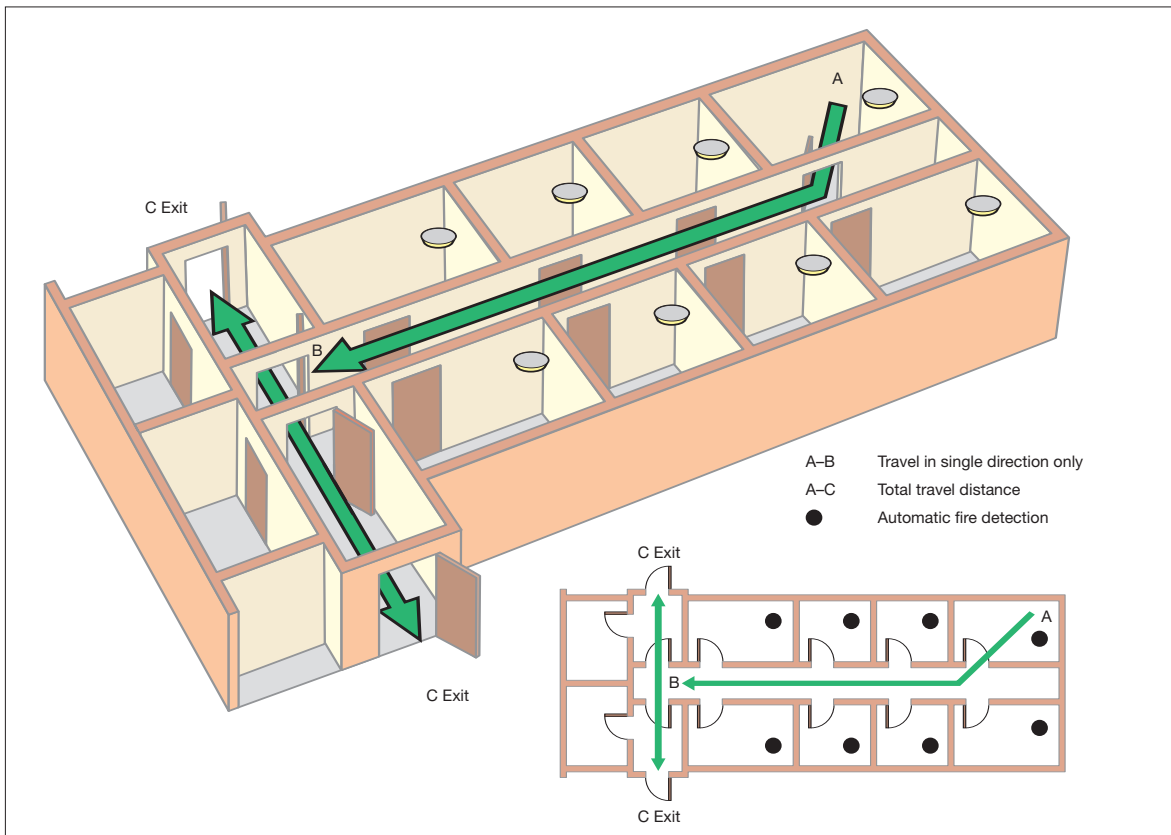 A
C Exit
B
A–B Travel in single direction only
A–C Total travel distance
Automatic fire detection
C Exit
C Exit
A
B
C Exit